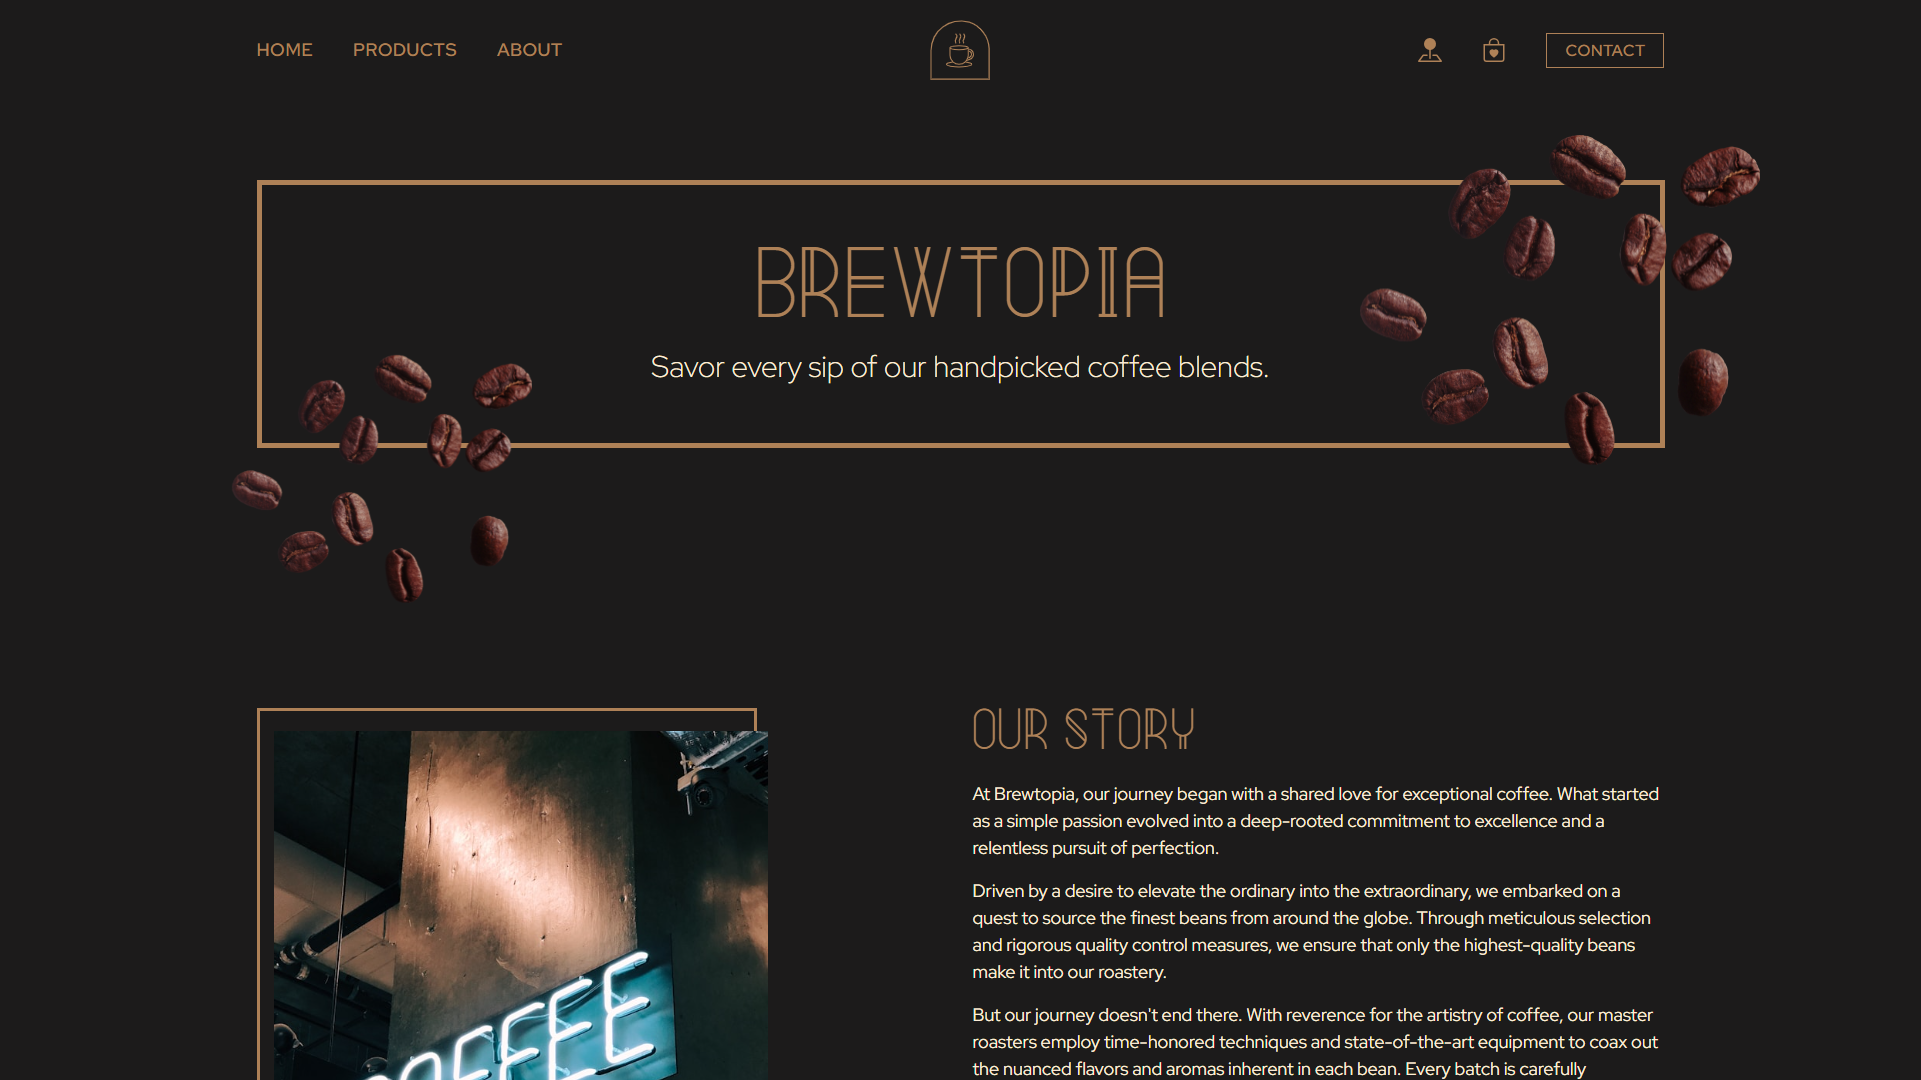 HOME PRODUCTS ABOUT CONTACT
BREWTOPIA
Savor every sip of our handpicked coffee blends.
OUR STORY
At Brewtopia, our journey began with a shared love for exceptional coffee. What started
as a simple passion evolved into a deep-rooted commitment to excellence and a
relentless pursuit of perfection.
Driven by a desire to elevate the ordinary into the extraordinary, we embarked on a
quest to source the finest beans from around the globe. Through meticulous selection
and rigorous quality control measures, we ensure that only the highest-quality beans
make it into our roastery.
But our journey doesn't end there. With reverence for the artistry of coffee, our master
roasters employ time-honored techniques and state-of-the-art equipment to coax out
the nuanced flavors and aromas inherent in each bean. Every batch is carefully
OFFEE